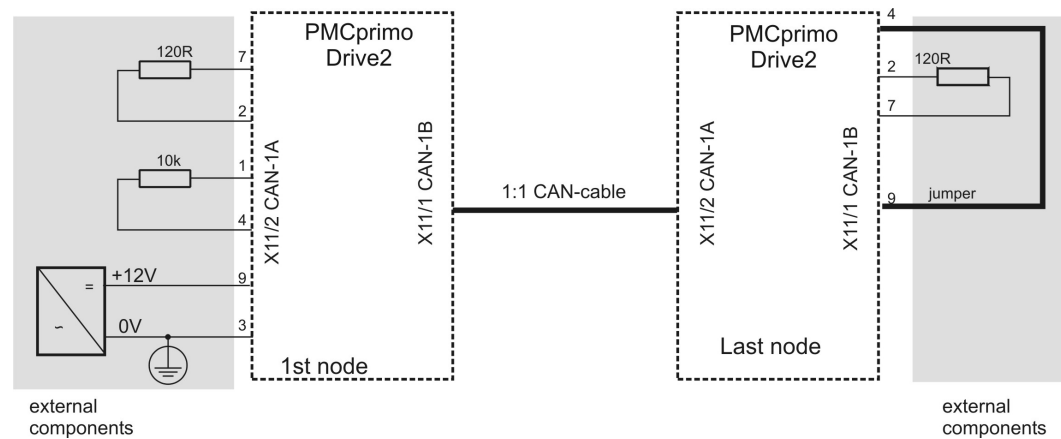 PMCprimo
Drive2
120R
7
2
10k
1
4
X11/2 CAN-1A
X11/1 CAN-1B
+12V
=
~
9
0V
3
1st node
external
components
1:1 CAN-cable
PMCprimo
Drive2
4
120R
2
7
X11/2 CAN-1A
X11/1 CAN-1B
9
jumper
Last node
external
components